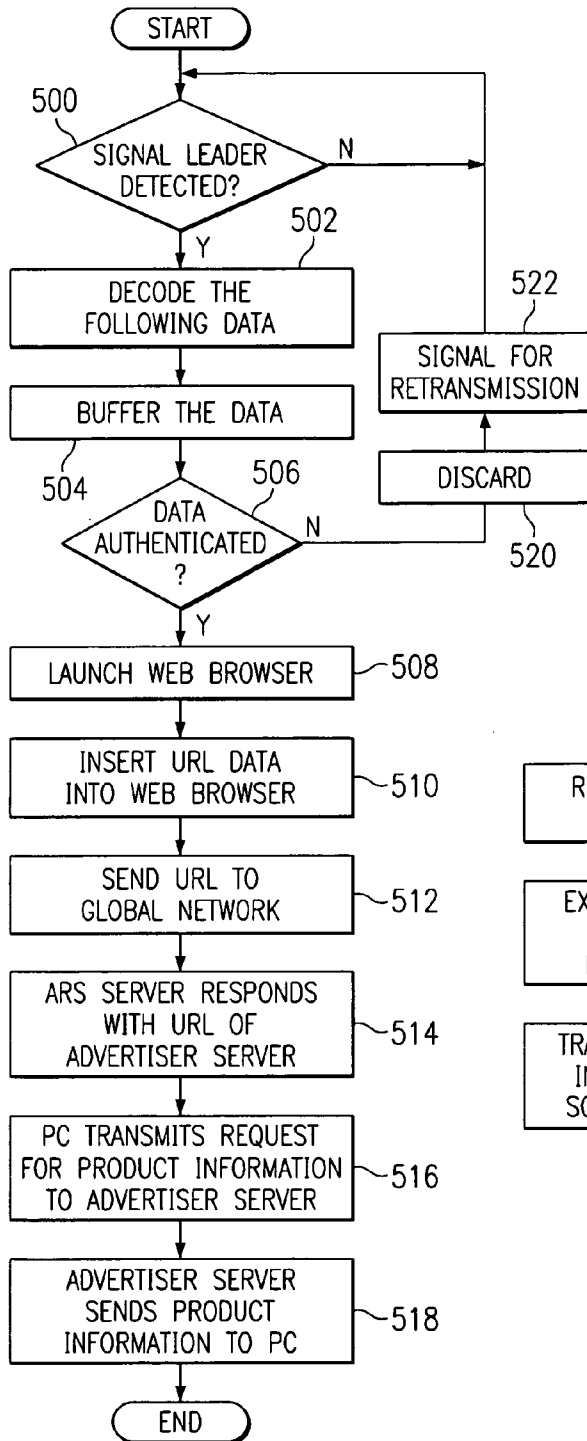 START
500
SIGNAL LEADER
DETECTED?
N
Y
502
DECODE THE
FOLLOWING DATA
522
SIGNAL FOR
RETRANSMISSION
BUFFER THE DATA
504
506
DISCARD
520
DATA
AUTHENTICATED
?
N
Y
LAUNCH WEB BROWSER
508
INSERT URL DATA
INTO WEB BROWSER
510
SEND URL TO
GLOBAL NETWORK
512
ARS SERVER RESPONDS
WITH URL OF
ADVERTISER SERVER
514
PC TRANSMITS REQUEST
FOR PRODUCT INFORMATION
TO ADVERTISER SERVER
516
ADVERTISER SERVER
SENDS PRODUCT
INFORMATION TO PC
518
END